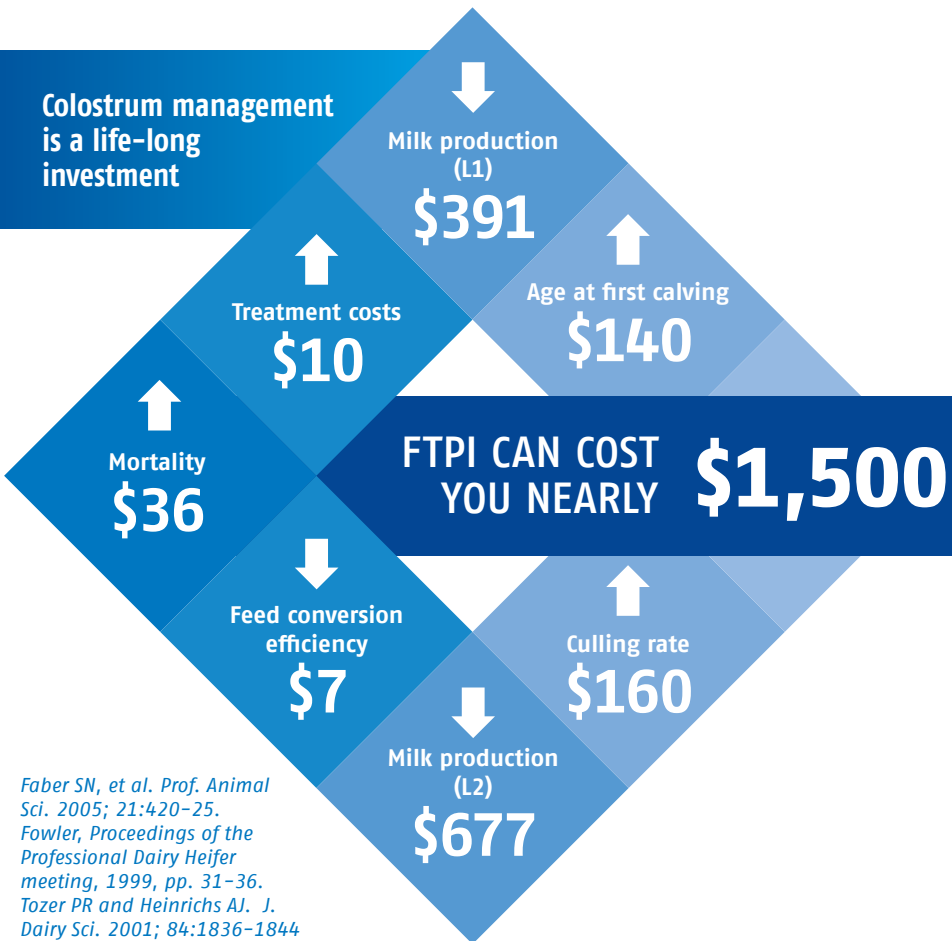 Colostrum management
is a life-long
investment
Milk production
(L1)
$391
Age at first calving
$140
Treatment costs
$10
Mortality
$36
FTPI CAN COST
YOU NEARLY
$1,500
Feed conversion
efficiency
$7
Culling rate
$160
Milk production
(L2)
$677
Faber SN, et al. Prof. Animal
Sci. 2005; 21:420-25.
Fowler, Proceedings of the
Professional Dairy Heifer
meeting, 1999, pp. 31-36.
Tozer PR and Heinrichs AJ. J.
Dairy Sci. 2001; 84:1836-1844